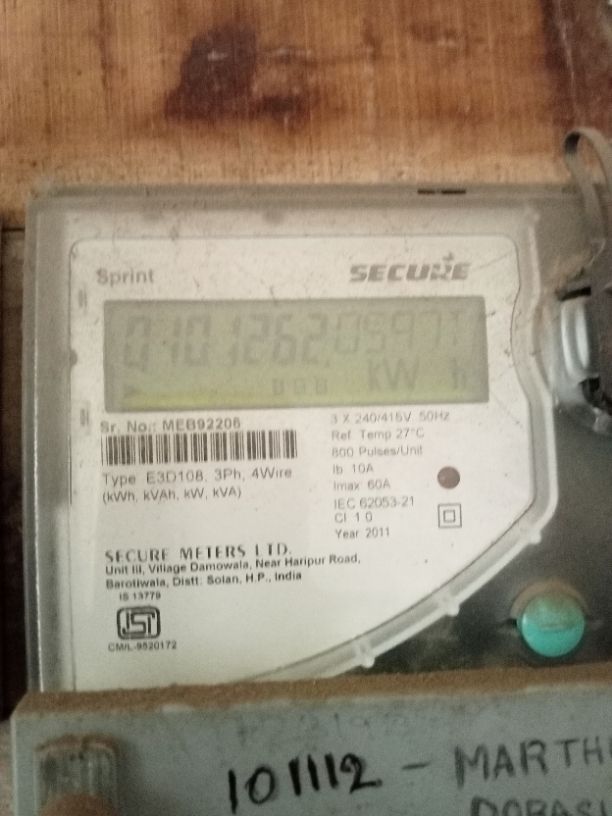 Sprint
SECURE
kW h
Sr. No.: MEB92206
3 X 240/415V 50Hz
Ref. Temp 27°C
800 Pulses/Unit
Ib 10A
Imax 60A
IEC 62053-21
Cl 1.0
Year 2011
Type E3D108, 3Ph, 4Wire
(kWh, kVAh, kW, kVA)
SECURE METERS LTD.
Unit III, Village Damowala, Near Haripur Road,
Barotiwala, Distt: Solan, H.P., India
IS 13779
CM/L-9520172
101112 - MARTH